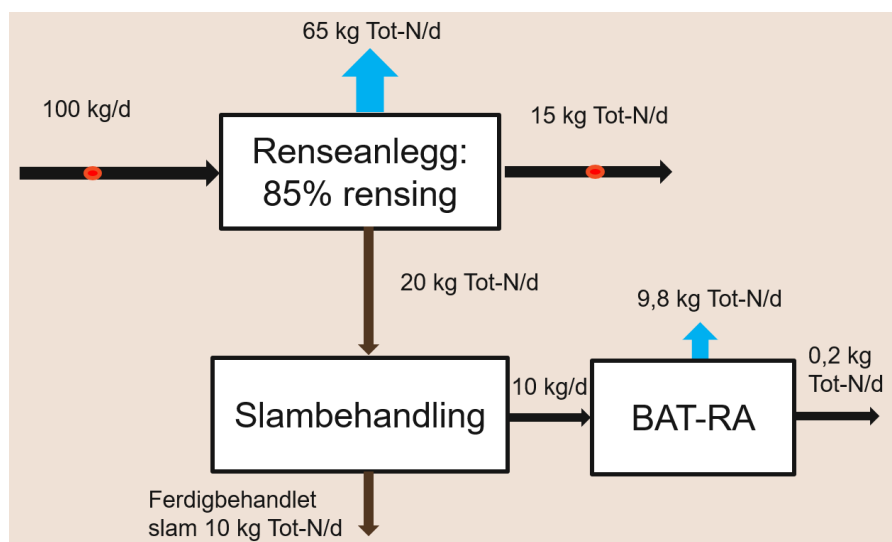 65 kg Tot-N/d
100 kg/d
15 kg Tot-N/d
Renseanlegg:
85% rensing
20 kg Tot-N/d
9,8 kg Tot-N/d
0,2 kg
Tot-N/d
10 kg/d
Slambehandling
BAT-RA
Ferdigbehandlet
slam 10 kg Tot-N/d